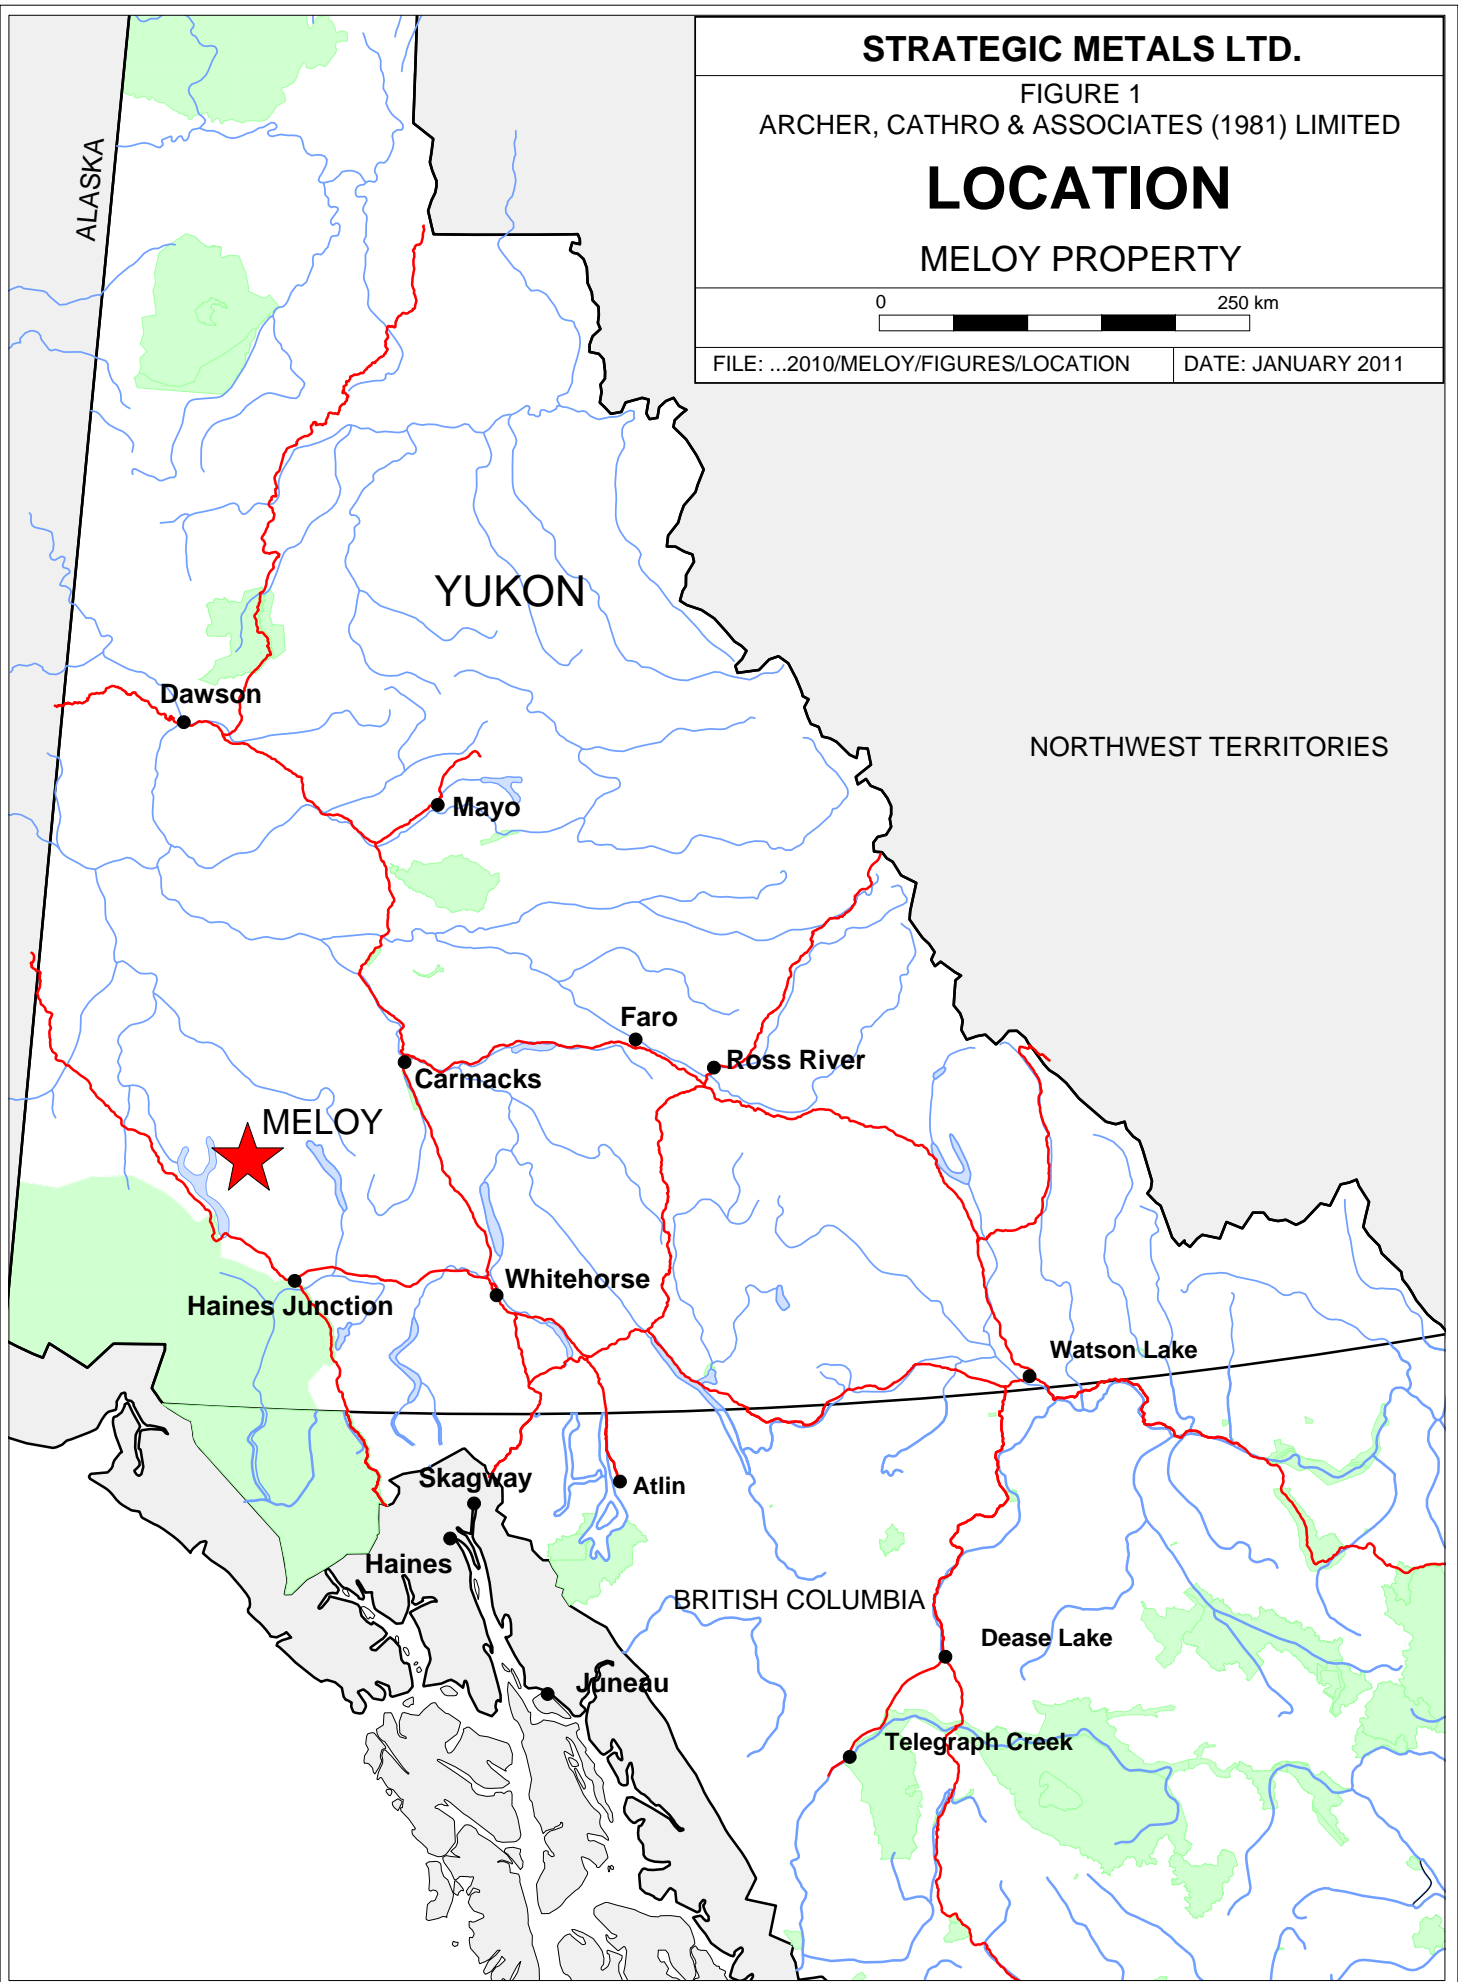 STRATEGIC METALS LTD.
FIGURE 1
ARCHER, CATHRO & ASSOCIATES (1981) LIMITED
LOCATION
MELOY PROPERTY
0 250 km
FILE: ...2010/MELOY/FIGURES/LOCATION DATE: JANUARY 2011
ALASKA
YUKON
Dawson
NORTHWEST TERRITORIES
Mayo
Faro
Ross River
Carmacks
MELOY
Whitehorse
Haines Junction
Watson Lake
Skagway
Atlin
Haines
BRITISH COLUMBIA
Dease Lake
Juneau
Telegraph Creek